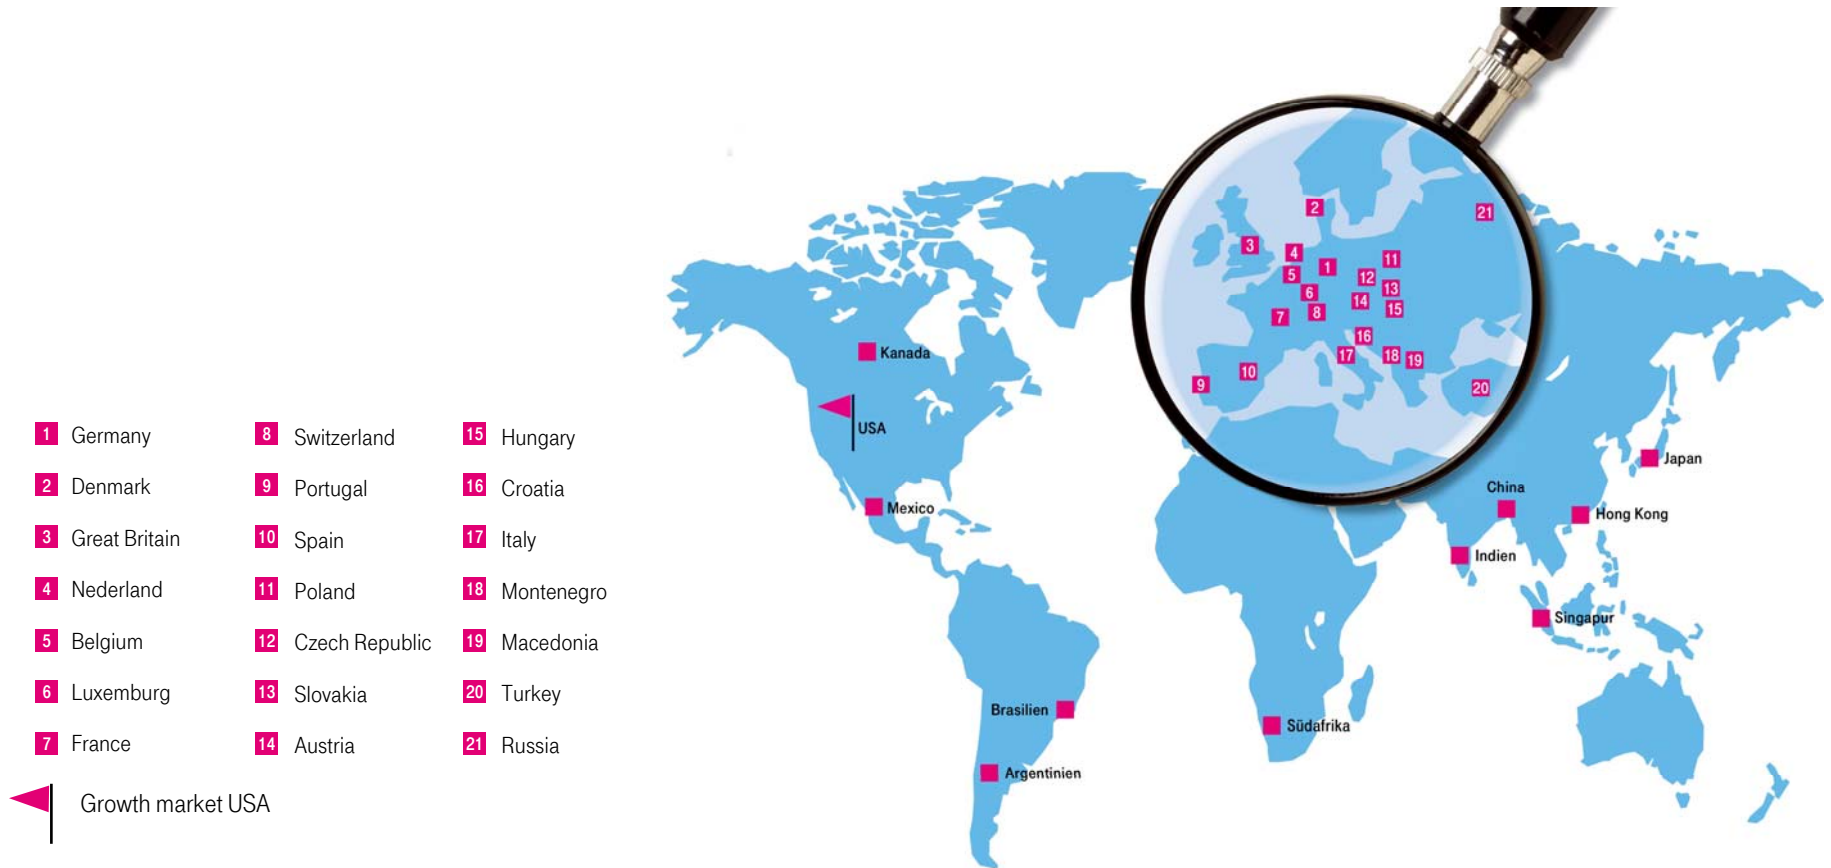 1 Germany
2 Denmark
3 Great Britain
4 Nederland
5 Belgium
6 Luxemburg
7 France
8 Switzerland
9 Portugal
10 Spain
11 Poland
12 Czech Republic
13 Slovakia
14 Austria
15 Hungary
16 Croatia
17 Italy
18 Montenegro
19 Macedonia
20 Turkey
21 Russia
Growth market USA
2
21
3
4
11
1
5
12
13
6
14
15
8
7
16
17
18
19
10
9
20
Kanada
USA
Mexico
Japan
China
Hong Kong
Indien
Singapur
Brasilien
Südafrika
Argentinien